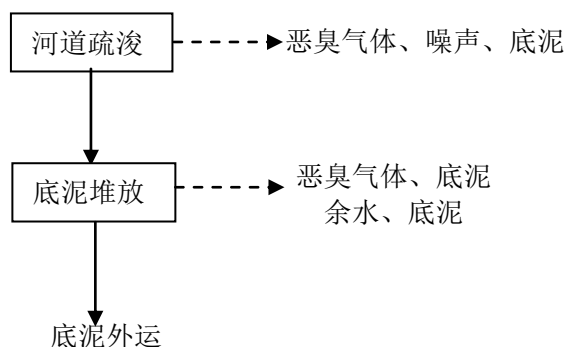 河道疏浚
恶臭气体、噪声、底泥
底泥堆放
恶臭气体、底泥
余水、底泥
底泥外运